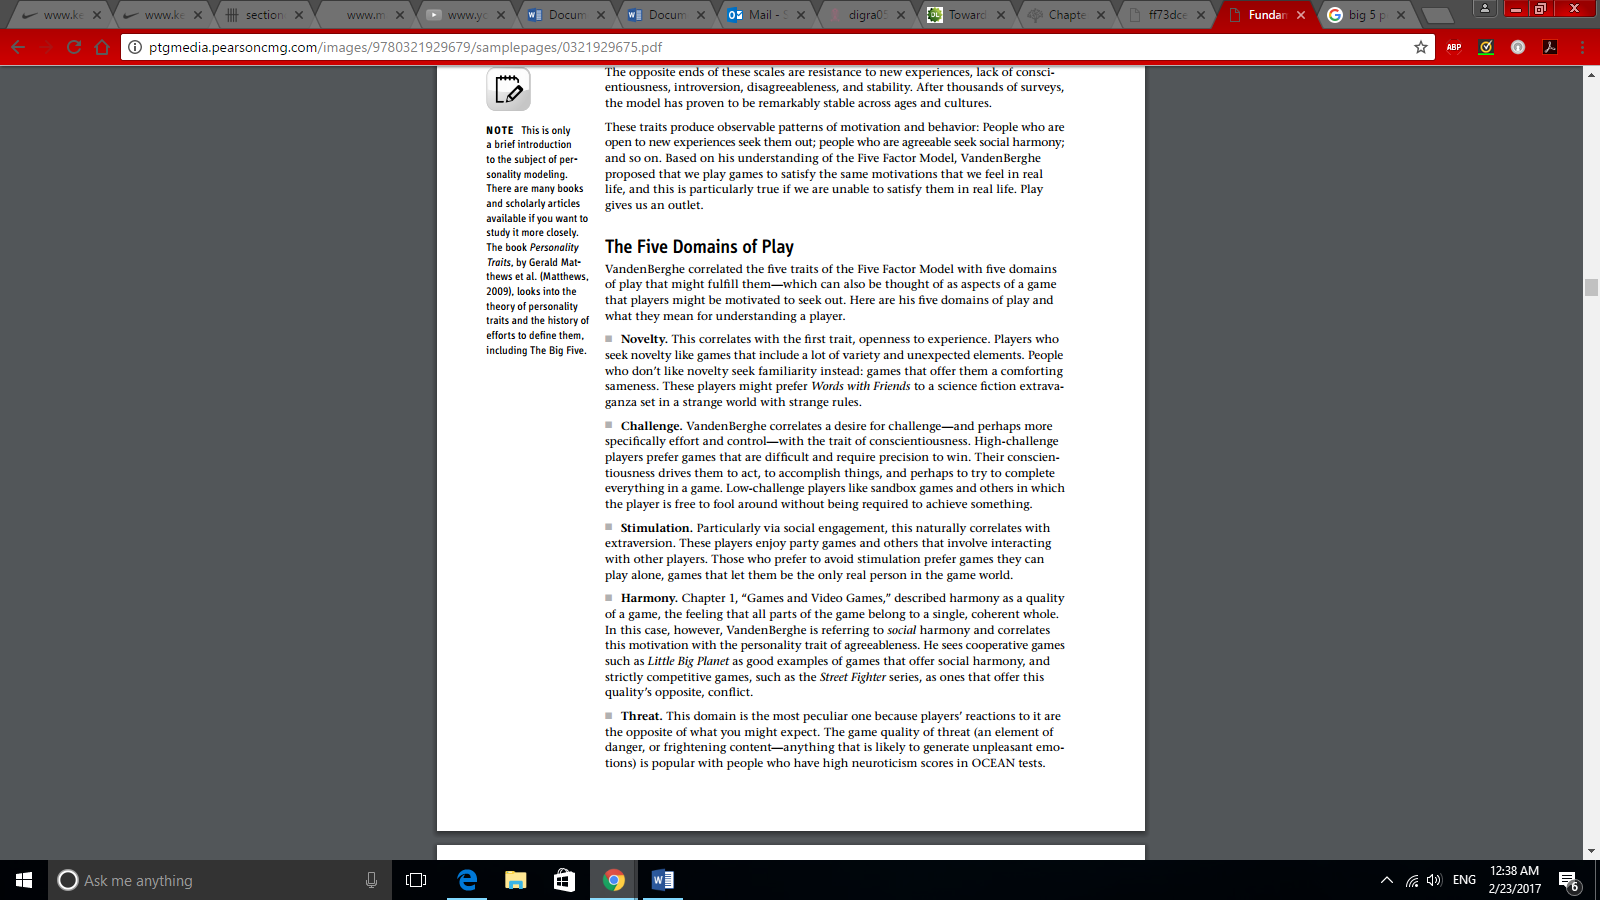 www.ke
www.ke
section
www.m
www.yo
Docum
Docum
Mail - S
digra05
Toward
Chapte
ff73dce
Fundan
big 5 p
ptgmedia.pearsoncmg.com/images/9780321929679/samplepages/0321929675.pdf
ABP
The opposite ends of these scales are resistance to new experiences, lack of consci-
entiousness, introversion, disagreeableness, and stability. After thousands of surveys,
the model has proven to be remarkably stable across ages and cultures.
NOTE This is only
a brief introduction
to the subject of per-
sonality modeling.
There are many books
and scholarly articles
available if you want to
study it more closely.
The book Personality
Traits, by Gerald Mat-
thews et al. (Matthews,
2009), looks into the
theory of personality
traits and the history of
efforts to define them,
including The Big Five.
These traits produce observable patterns of motivation and behavior: People who are
open to new experiences seek them out; people who are agreeable seek social harmony;
and so on. Based on his understanding of the Five Factor Model, VandenBerghe
proposed that we play games to satisfy the same motivations that we feel in real
life, and this is particularly true if we are unable to satisfy them in real life. Play
gives us an outlet.
The Five Domains of Play
VandenBerghe correlated the five traits of the Five Factor Model with five domains
of play that might fulfill them—which can also be thought of as aspects of a game
that players might be motivated to seek out. Here are his five domains of play and
what they mean for understanding a player.
■ Novelty. This correlates with the first trait, openness to experience. Players who
seek novelty like games that include a lot of variety and unexpected elements. People
who don't like novelty seek familiarity instead: games that offer them a comforting
sameness. These players might prefer Words with Friends to a science fiction extrava-
ganza set in a strange world with strange rules.
■ Challenge. VandenBerghe correlates a desire for challenge—and perhaps more
specifically effort and control—with the trait of conscientiousness. High-challenge
players prefer games that are difficult and require precision to win. Their conscien-
tiousness drives them to act, to accomplish things, and perhaps to try to complete
everything in a game. Low-challenge players like sandbox games and others in which
the player is free to fool around without being required to achieve something.
■ Stimulation. Particularly via social engagement, this naturally correlates with
extraversion. These players enjoy party games and others that involve interacting
with other players. Those who prefer to avoid stimulation prefer games they can
play alone, games that let them be the only real person in the game world.
■ Harmony. Chapter 1, “Games and Video Games,” described harmony as a quality
of a game, the feeling that all parts of the game belong to a single, coherent whole.
In this case, however, VandenBerghe is referring to social harmony and correlates
this motivation with the personality trait of agreeableness. He sees cooperative games
such as Little Big Planet as good examples of games that offer social harmony, and
strictly competitive games, such as the Street Fighter series, as ones that offer this
quality's opposite, conflict.
■ Threat. This domain is the most peculiar one because players' reactions to it are
the opposite of what you might expect. The game quality of threat (an element of
danger, or frightening content—anything that is likely to generate unpleasant emo-
tions) is popular with people who have high neuroticism scores in OCEAN tests.
Ask me anything
ENG
12:38 AM
2/23/2017
6